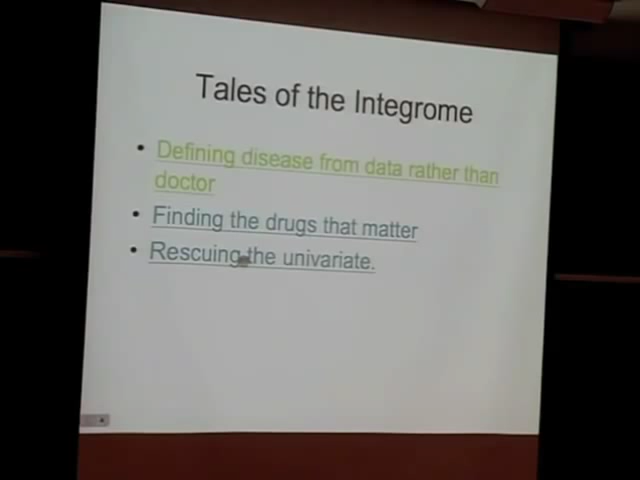 Tales of the Integrome
• Defining disease from data rather than
doctor
• Finding the drugs that matter
• Rescuing the univariate.